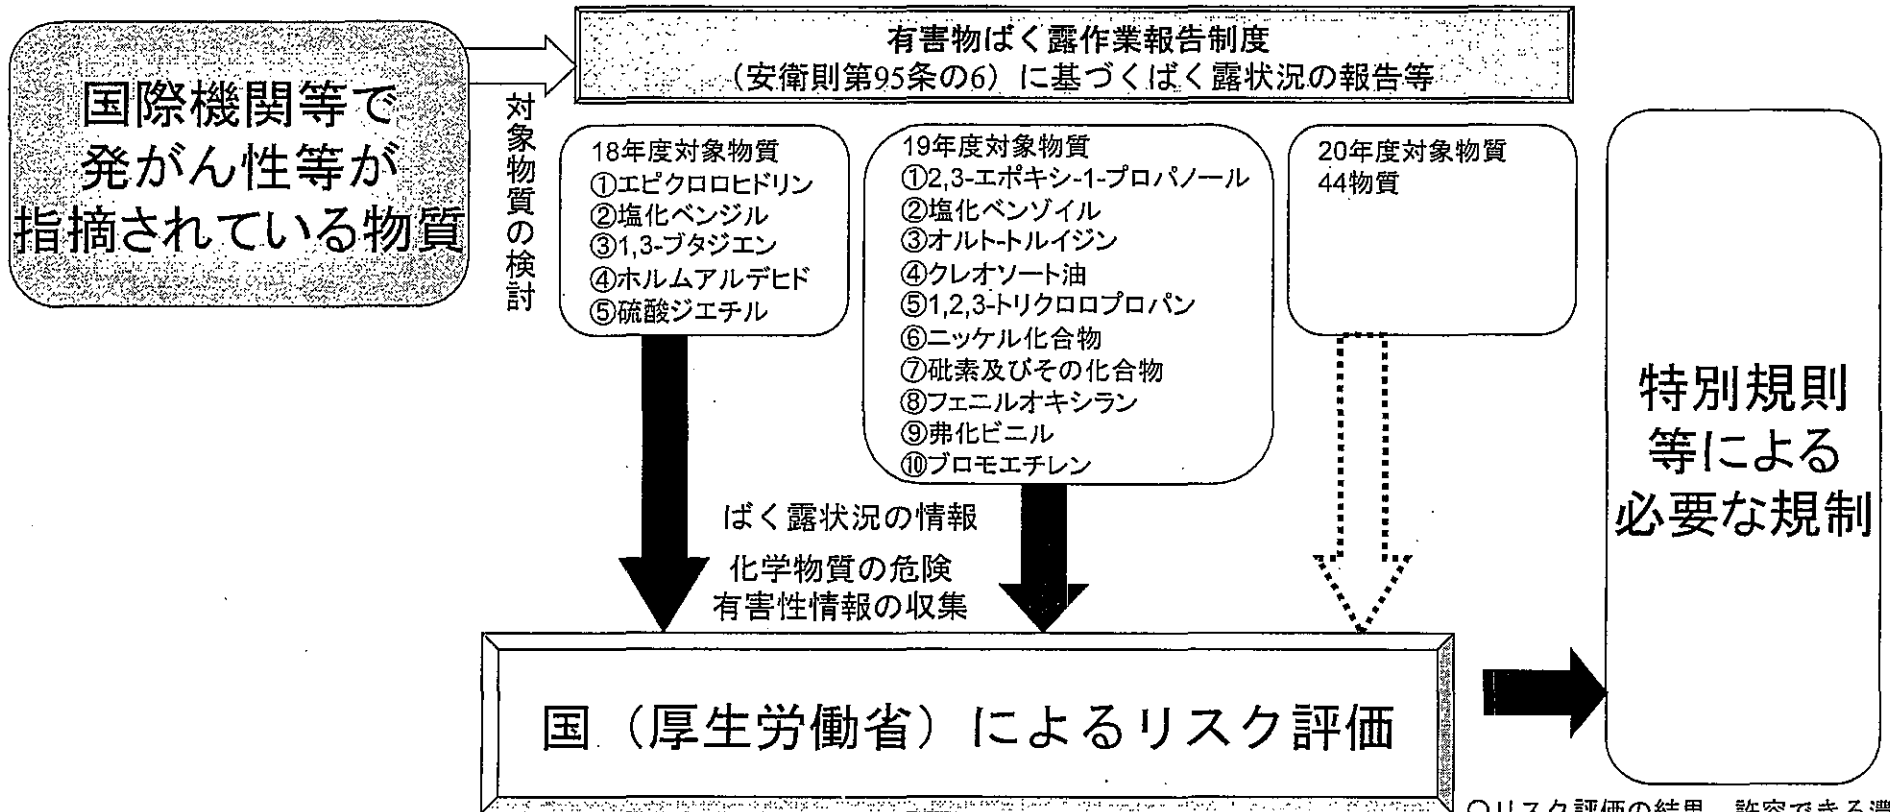 国際機関等で
発がん性等が
指摘されている物質
対象物質の検討
有害物ばく露作業報告制度
（安衛則第95条の6）に基づくばく露状況の報告等
18年度対象物質
①エピクロロヒドリン
②塩化ベンジル
③1,3-ブタジエン
④ホルムアルデヒド
⑤硫酸ジエチル
19年度対象物質
①2,3-エポキシ-1-プロパノール
②塩化ベンゾイル
③オルト-トルイジン
④クレオソート油
⑤1,2,3-トリクロロプロパン
⑥ニッケル化合物
⑦砒素及びその化合物
⑧フェニルオキシラン
⑨弗化ビニル
⑩ブロモエチレン
20年度対象物質
44物質
ばく露状況の情報
化学物質の危険
有害性情報の収集
国（厚生労働省）によるリスク評価
特別規則
等による
必要な規制
○リスク評価の結果、許容できる濃